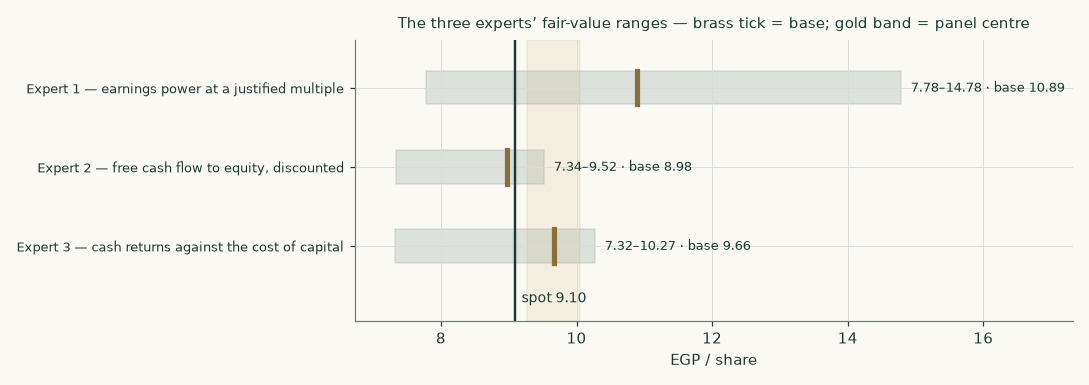 The three experts’ fair-value ranges — brass tick = base; gold band = panel centre
Expert 1 — earnings power at a justified multiple
7.78–14.78 · base 10.89
Expert 2 — free cash flow to equity, discounted
7.34–9.52 · base 8.98
Expert 3 — cash returns against the cost of capital
7.32–10.27 · base 9.66
spot 9.10
8 10 12 14 16
EGP / share